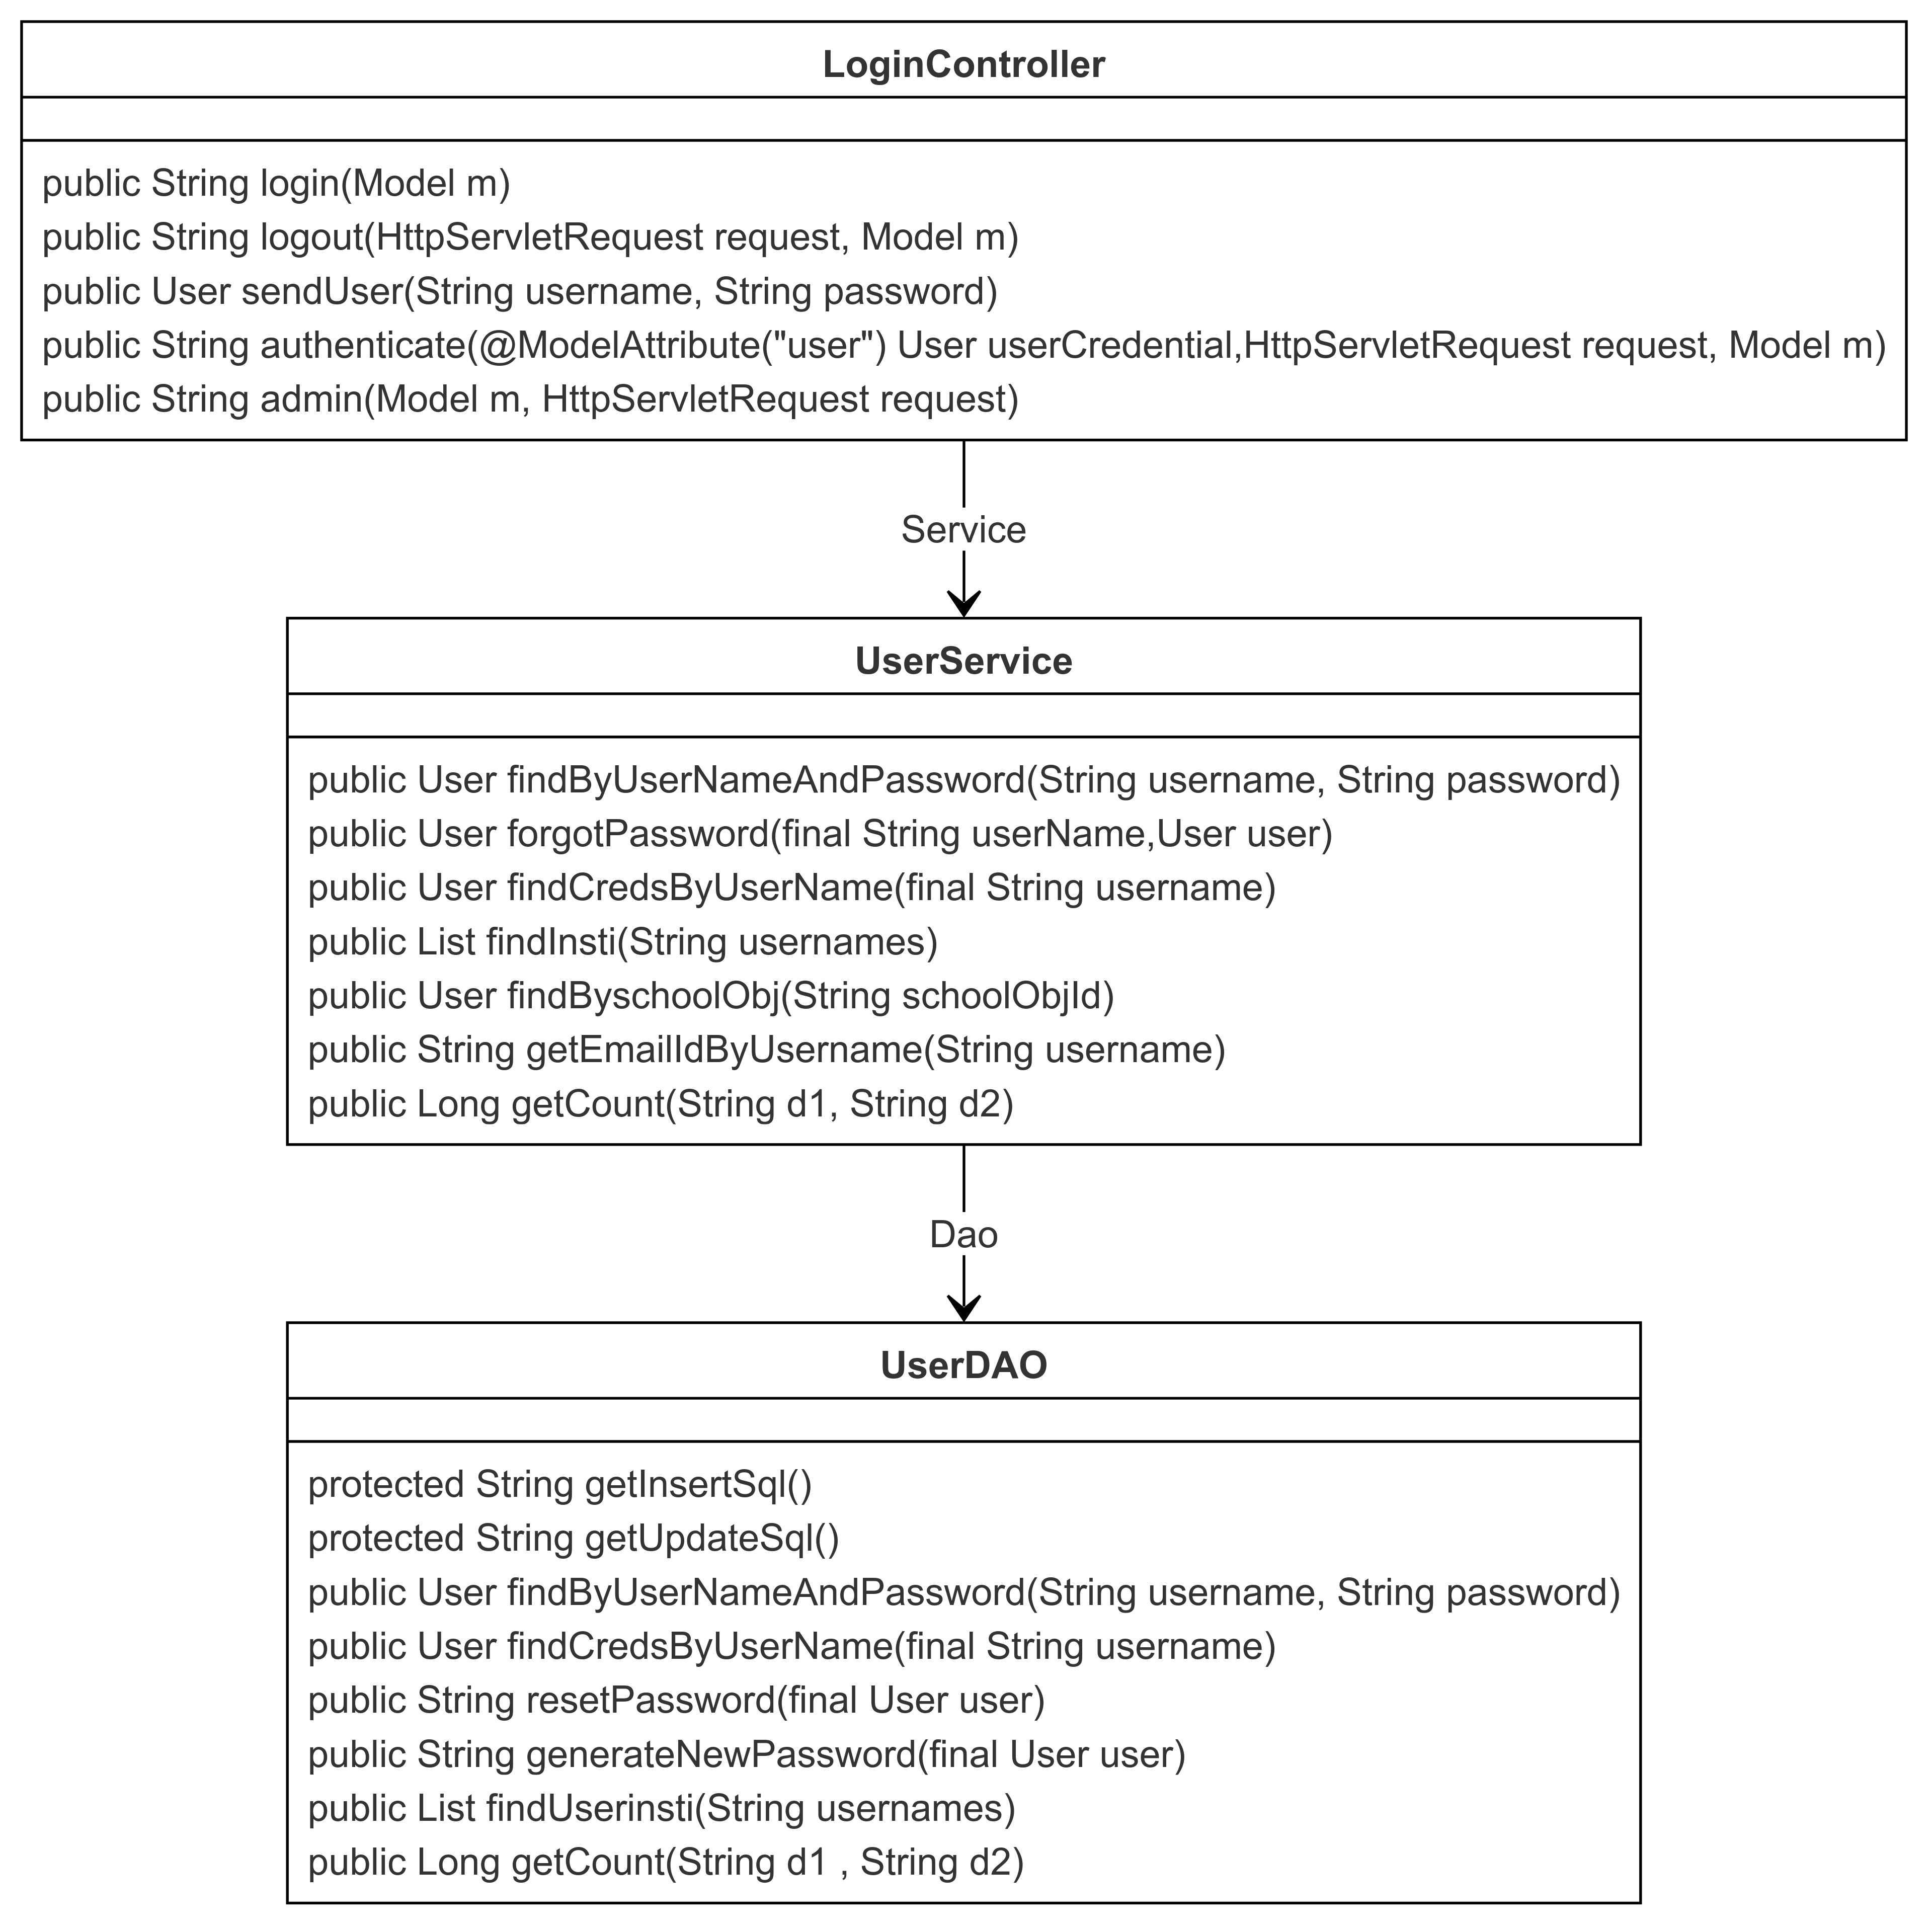 LoginController
public String login(Model m)
public String logout(HttpServletRequest request, Model m)
public User sendUser(String username, String password)
public String authenticate(@ModelAttribute("user") User userCredential,HttpServletRequest request, Model m)
public String admin(Model m, HttpServletRequest request)
Service
UserService
public User findByUserNameAndPassword(String username, String password)
public User forgotPassword(final String userName,User user)
public User findCredsByUserName(final String username)
public List findInsti(String usernames)
public User findByschoolObj(String schoolObjId)
public String getEmailIdByUsername(String username)
public Long getCount(String d1, String d2)
Dao
UserDAO
protected String getInsertSql()
protected String getUpdateSql()
public User findByUserNameAndPassword(String username, String password)
public User findCredsByUserName(final String username)
public String resetPassword(final User user)
public String generateNewPassword(final User user)
public List findUserinsti(String usernames)
public Long getCount(String d1 , String d2)